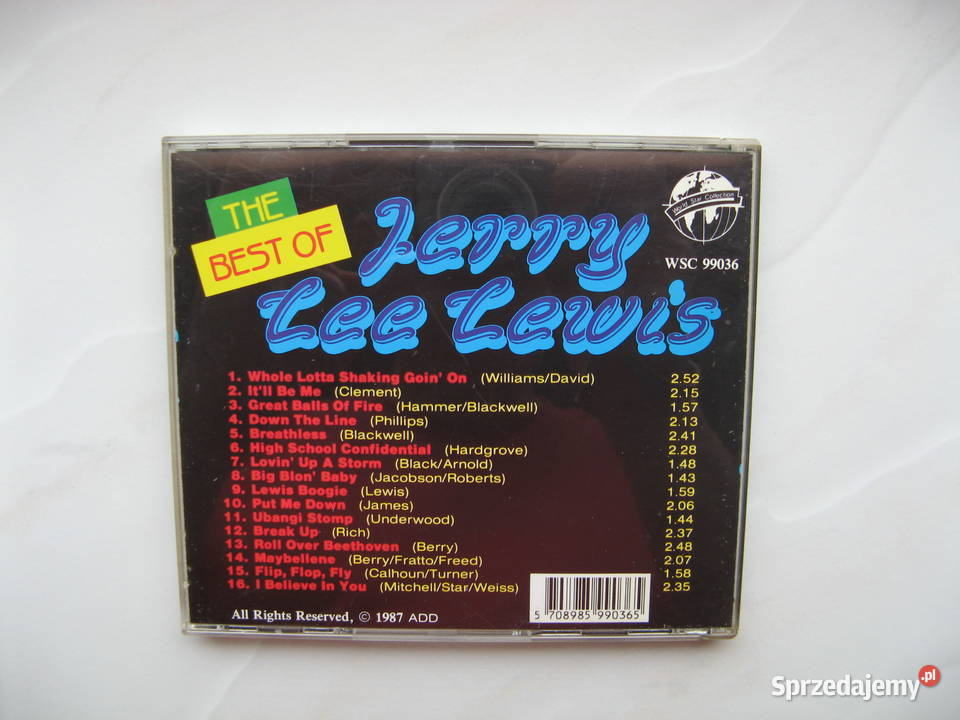 THE
BEST OF
Jerry
Lee Lewis
World Star Collection
WSC 99036
1. Whole Lotta Shaking Goin' On (Williams/David) 2.52
2. It'll Be Me (Clement) 2.15
3. Great Balls Of Fire (Hammer/Blackwell) 1.57
4. Down The Line (Phillips) 2.13
5. Breathless (Blackwell) 2.41
6. High School Confidential (Hardgrove) 2.28
7. Lovin' Up A Storm (Black/Arnold) 1.48
8. Big Blon' Baby (Jacobson/Roberts) 1.43
9. Lewis Boogie (Lewis) 1.59
10. Put Me Down (James) 2.06
11. Ubangi Stomp (Underwood) 1.44
12. Break Up (Rich) 2.37
13. Roll Over Beethoven (Berry) 2.48
14. Maybellene (Berry/Fratto/Freed) 2.07
15. Flip, Flop, Fly (Calhoun/Turner) 1.58
16. I Believe In You (Mitchell/Star/Weiss) 2.35
All Rights Reserved, © 1987 ADD
5 708985 990365
Sprzedajemy.pl